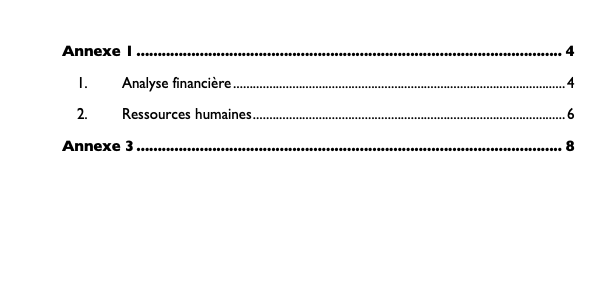 Annexe 1 ........................................................................................................ 4
1. Analyse financière ........................................................................................................ 4
2. Ressources humaines ........................................................................................................ 6
Annexe 3 ........................................................................................................ 8